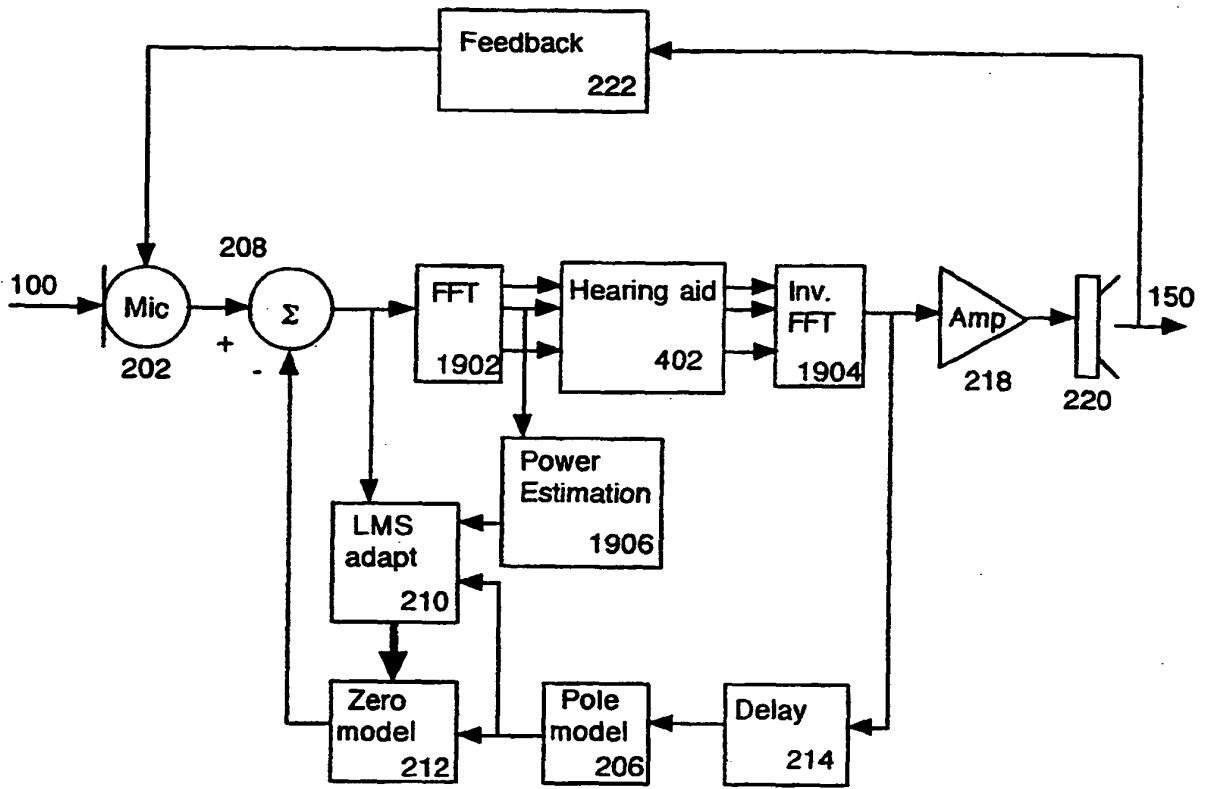 Feedback
222
208
100
Mic
Σ
FFT
Hearing aid
Inv.
FFT
Amp
150
+
-
202
1902
402
1904
218
220
Power
Estimation
1906
LMS
adapt
210
Zero
model
212
Pole
model
206
Delay
214